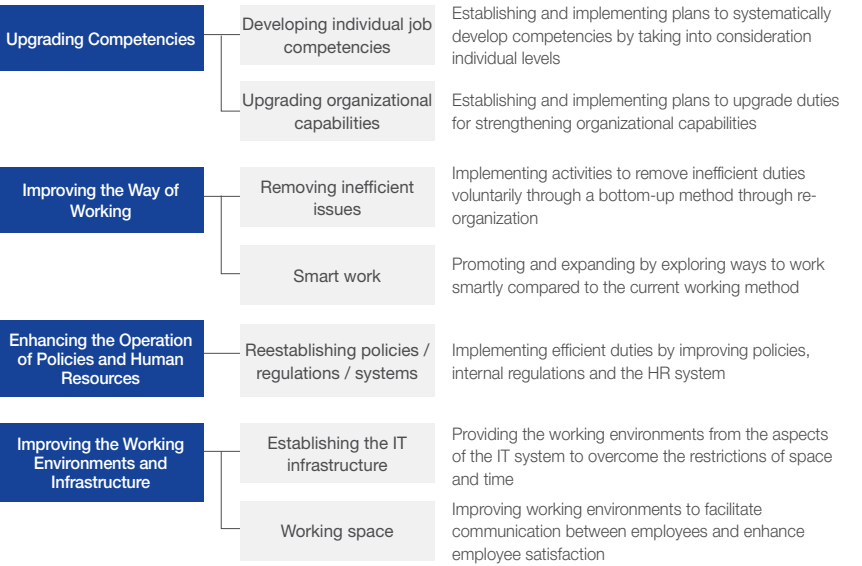 Upgrading Competencies
Developing individual job
competencies
Establishing and implementing plans to systematically
develop competencies by taking into consideration
individual levels
Upgrading organizational
capabilities
Establishing and implementing plans to upgrade duties
for strengthening organizational capabilities
Improving the Way of
Working
Removing inefficient
issues
Implementing activities to remove inefficient duties
voluntarily through a bottom-up method through re-
organization
Smart work
Promoting and expanding by exploring ways to work
smartly compared to the current working method
Enhancing the Operation
of Policies and Human
Resources
Reestablishing policies /
regulations / systems
Implementing efficient duties by improving policies,
internal regulations and the HR system
Improving the Working
Environments and
Infrastructure
Establishing the IT
infrastructure
Providing the working environments from the aspects
of the IT system to overcome the restrictions of space
and time
Working space
Improving working environments to facilitate
communication between employees and enhance
employee satisfaction